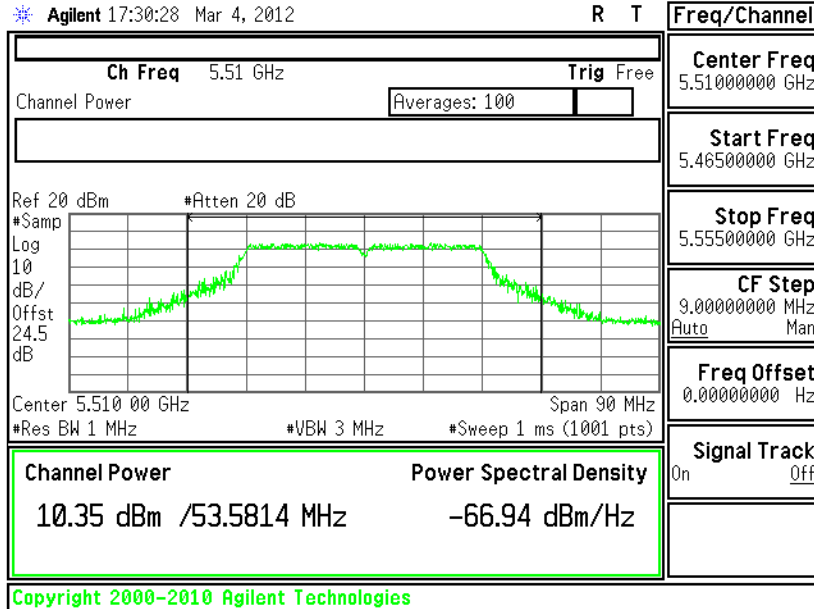 Agilent 17:30:28 Mar 4, 2012 R T
Freq/Channel
Ch Freq 5.51 GHz Trig Free
Channel Power Averages: 100
Center Freq
5.51000000 GHz
Start Freq
5.46500000 GHz
Stop Freq
5.55500000 GHz
CF Step
9.00000000 MHz
Auto Man
Freq Offset
0.00000000 Hz
Signal Track
On Off
Ref 20 dBm #Atten 20 dB
#Samp
Log
10
dB/
Offst
24.5
dB
Center 5.510 00 GHz Span 90 MHz
#Res BW 1 MHz #VBW 3 MHz #Sweep 1 ms (1001 pts)
Channel Power Power Spectral Density
10.35 dBm /53.5814 MHz -66.94 dBm/Hz
Copyright 2000-2010 Agilent Technologies